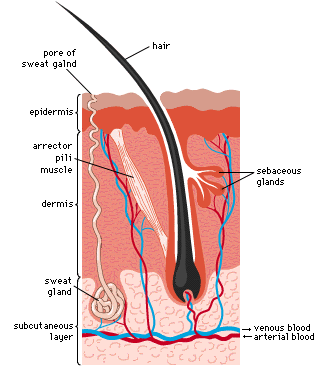 hair
pore of
sweat galnd
epidermis
arrector
pili
muscle
sebaceous
glands
dermis
sweat
gland
subcutaneous
layer
venous blood
arterial blood